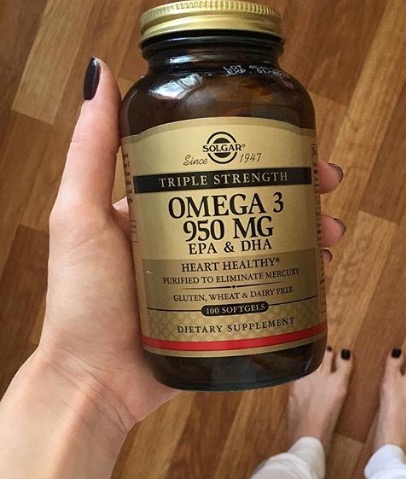 SOLGAR®
Since 1947
TRIPLE STRENGTH
OMEGA 3
950 MG
EPA & DHA
HEART HEALTHY*
PURIFIED TO ELIMINATE MERCURY
GLUTEN, WHEAT & DAIRY FREE
100 SOFTGELS
DIETARY SUPPLEMENT